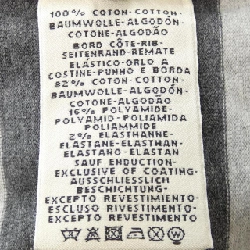 100% COTON-COTTON
BAUMWOLLE-ALGODÓN-
COTONE-ALGODÃO
BORD CÔTE-RIB-
SEITENRAND-REMATE
ELÁSTICO-ORLO A
COSTINE-PUNHO E BORDA
82% COTON-COTTON-
BAUMWOLLE-ALGODÓN-
COTONE-ALGODÃO
16% POLYAMIDE-
POLYAMID-POLIAMIDA
POLIAMMIDE
2% ELASTHANNE-
ELASTANE-ELASTHAN-
ELASTANO-ELASTAN
SAUF ENDUCTION-
EXCLUSIVE OF COATING-
AUSSCHLIESSLICH
BESCHICHTUNG-
EXCEPTO REVESTIMIENTO-
ESCLUSO RIVESTIMENTO-
EXCEPTO REVESTIMENTO